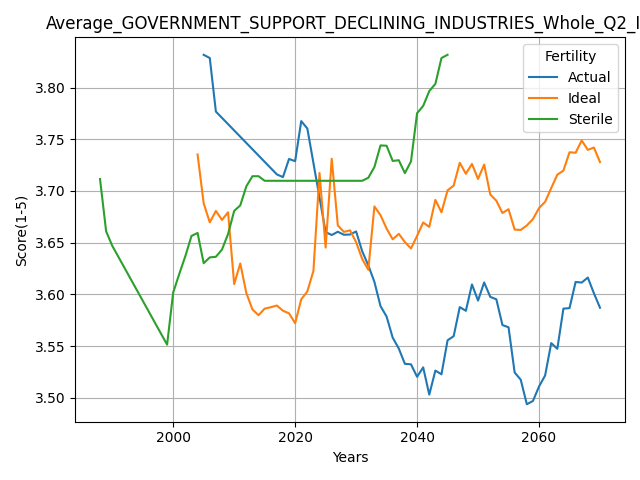 Average_GOVERNMENT_SUPPORT_DECLINING_INDUSTRIES_Whole_Q2_I
Fertility
Actual
Ideal
Sterile
Score(1-5)
3.80
3.75
3.70
3.65
3.60
3.55
3.50
2000 2020 2040 2060
Years